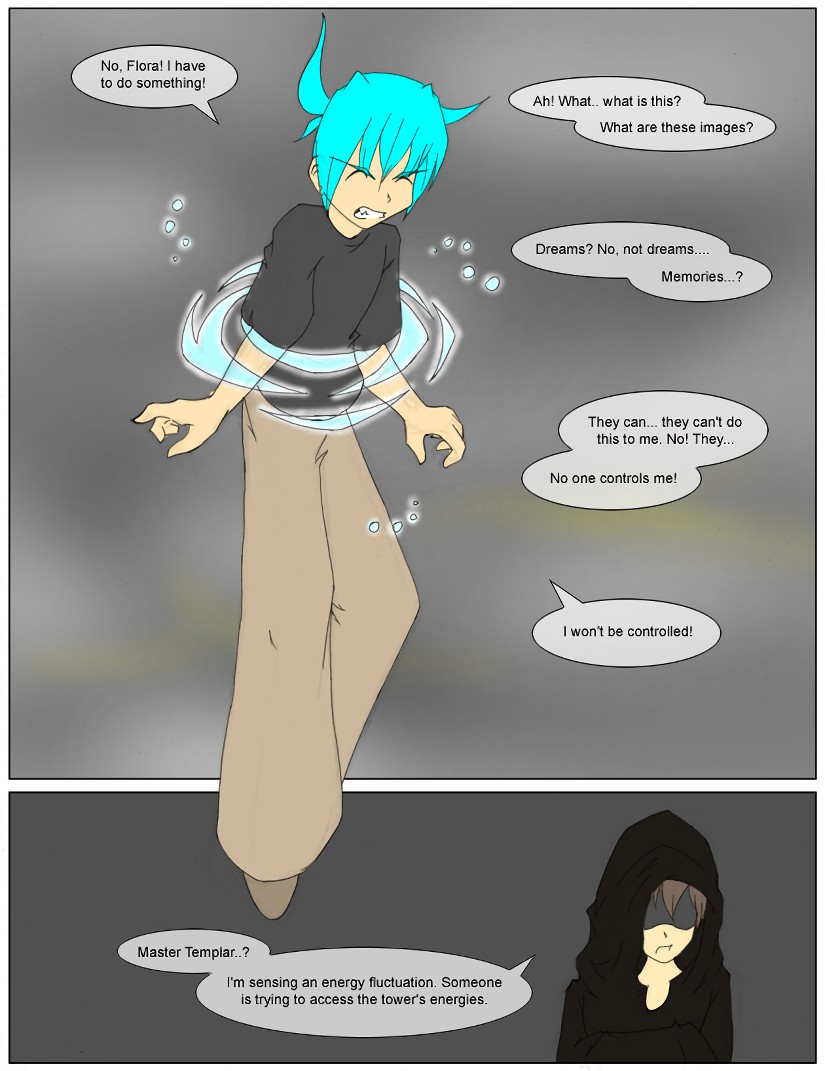 No, Flora! I have
to do something!
Ah! What.. what is this?
What are these images?
Dreams? No, not dreams....
Memories...?
They can... they can't do
this to me. No! They...
No one controls me!
I won't be controlled!
Master Templar..?
I'm sensing an energy fluctuation. Someone
is trying to access the tower's energies.